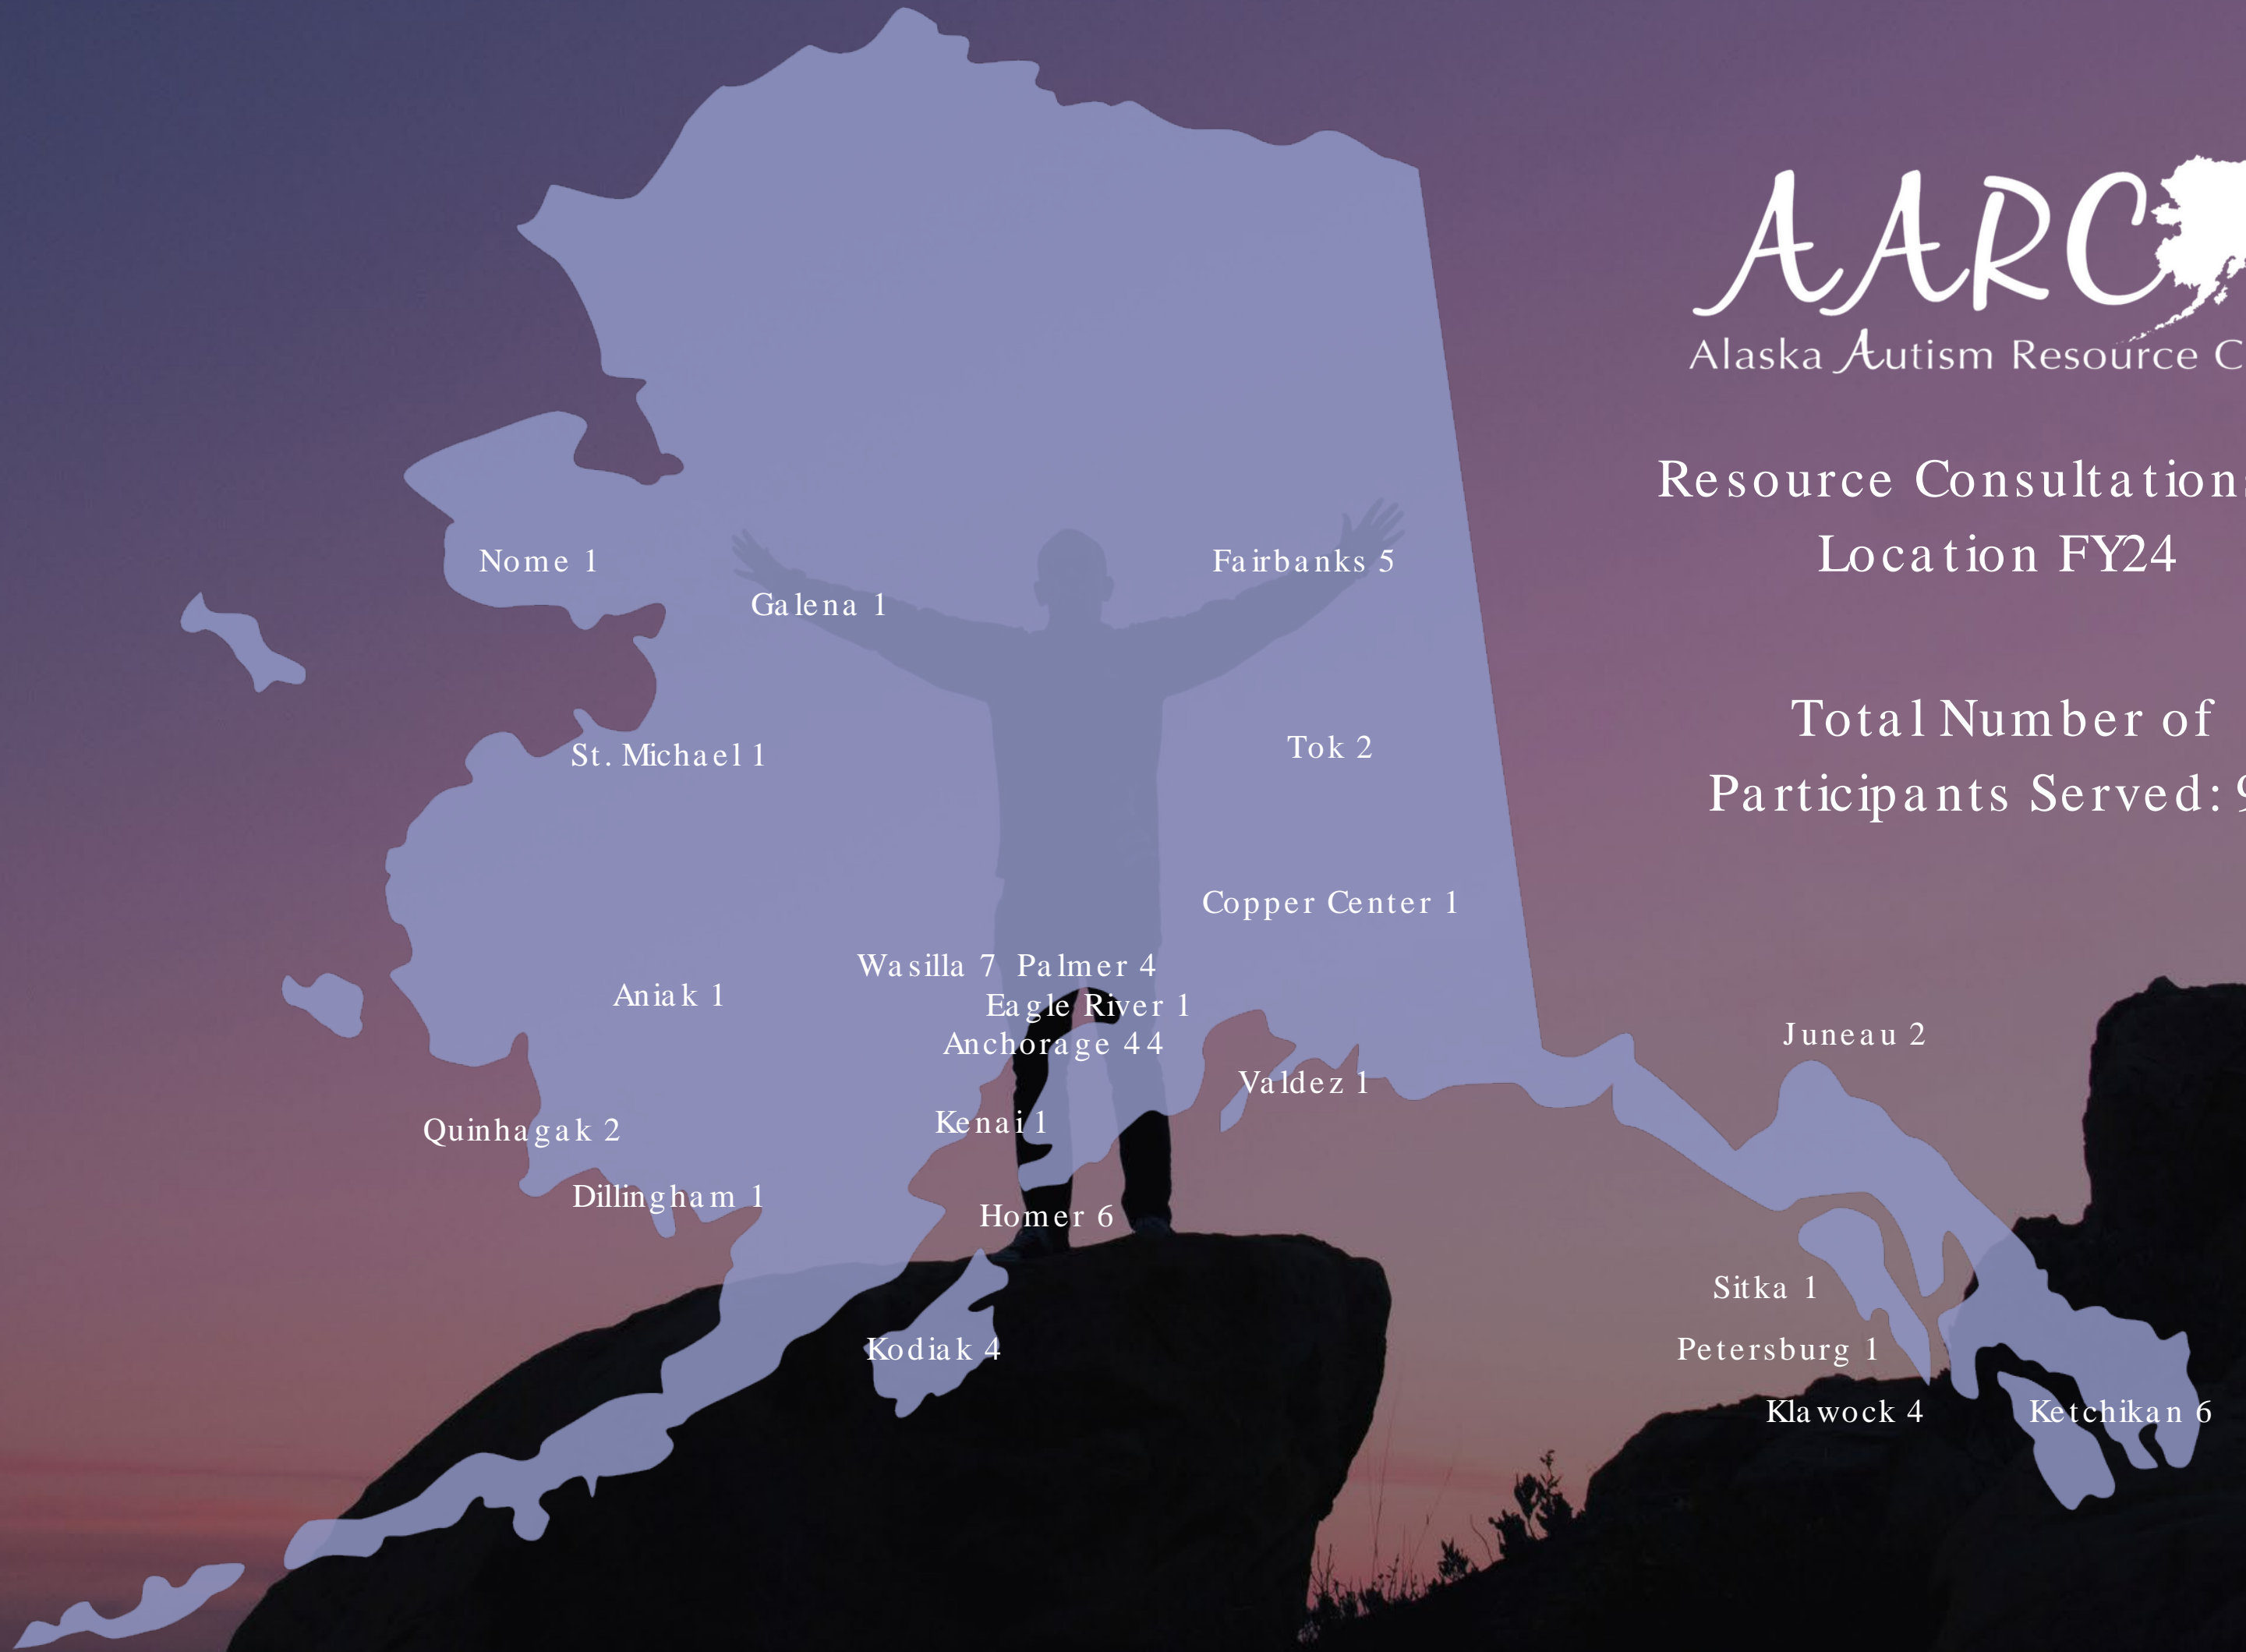 AARC
Alaska Autism Resource C
Resource Consultation
Location FY24
Total Number of
Participants Served: 9
Nome 1
Fairbanks 5
Galena 1
St. Michael 1
Tok 2
Copper Center 1
Wasilla 7 Palmer 4
Aniak 1
Eagle River 1
Anchorage 44
Juneau 2
Valdez 1
Kenai 1
Quinhagak 2
Dillingham 1
Homer 6
Sitka 1
Kodiak 4
Petersburg 1
Klawock 4
Ketchikan 6